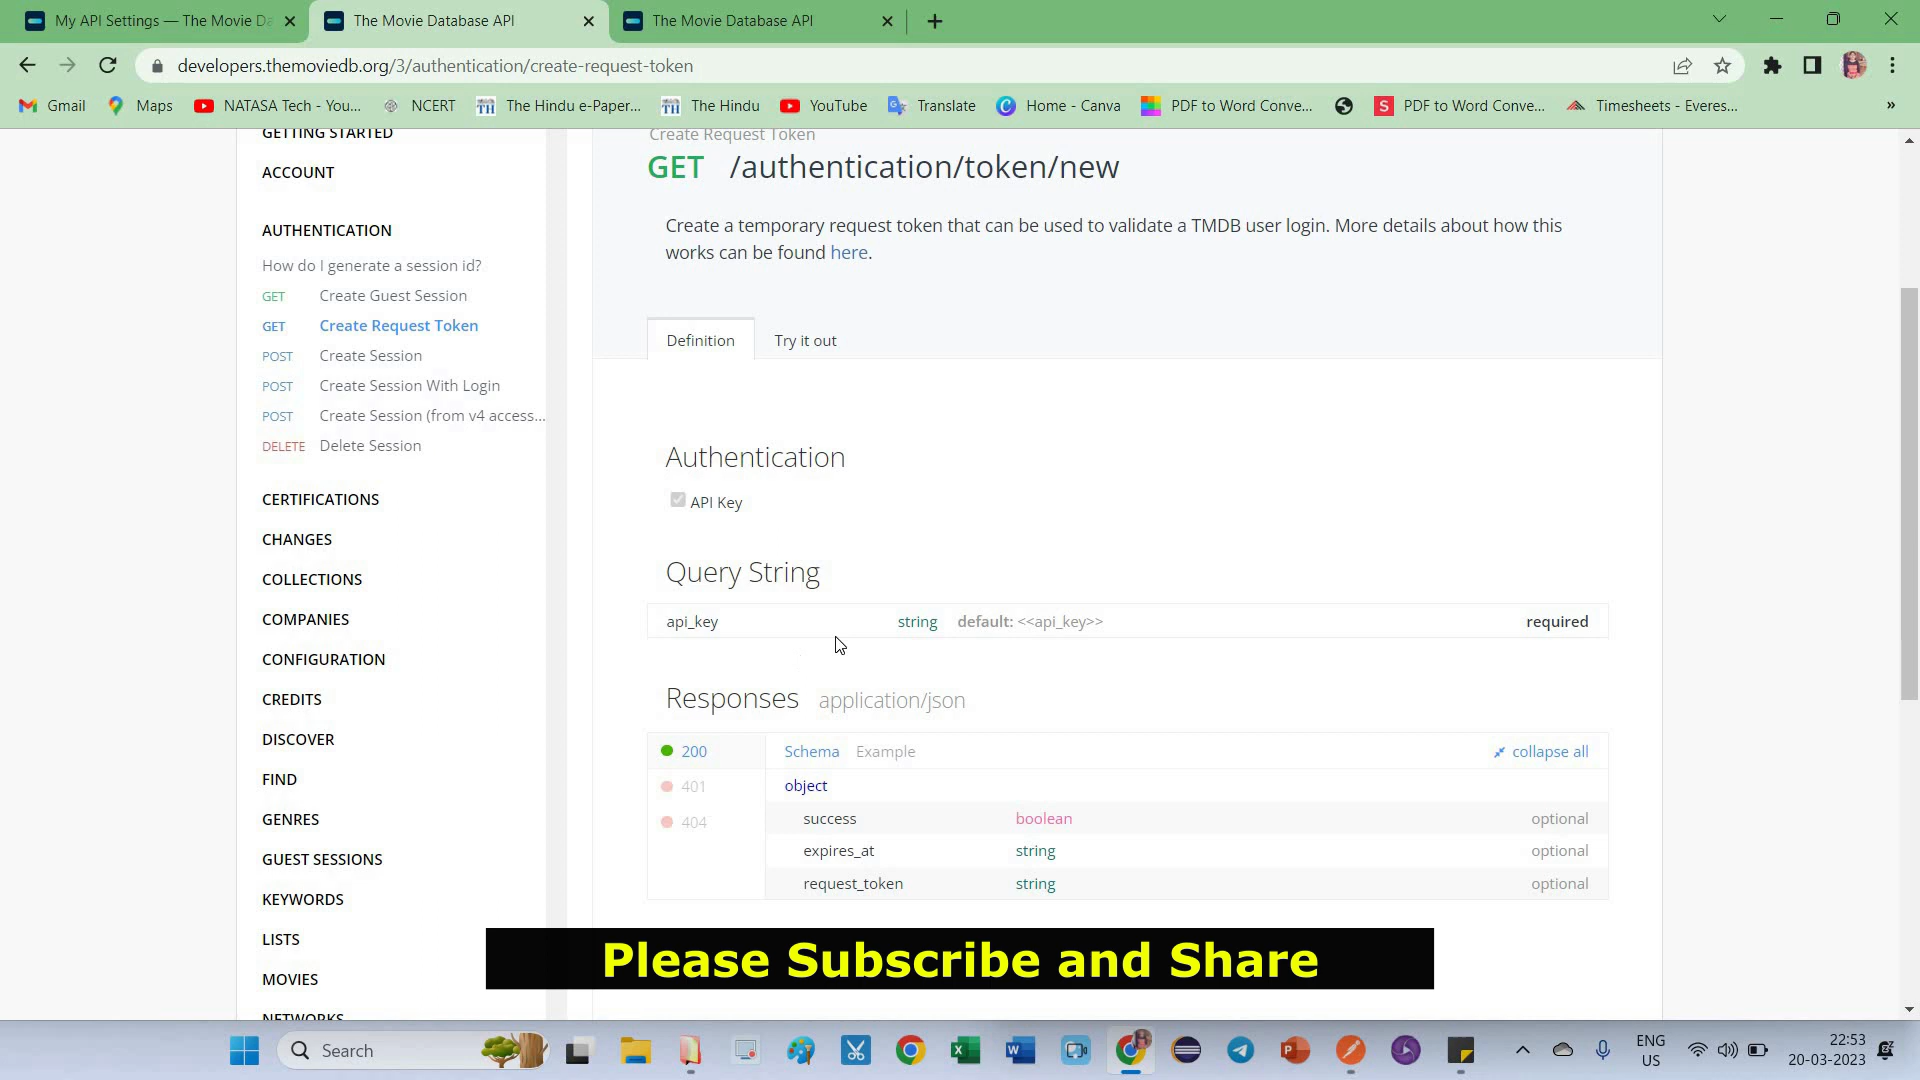 My API Settings — The Movie Da
The Movie Database API
The Movie Database API
developers.themoviedb.org/3/authentication/create-request-token
Gmail
Maps
NATASA Tech - You...
NCERT
The Hindu e-Paper...
The Hindu
YouTube
Translate
Home - Canva
PDF to Word Conve...
PDF to Word Conve...
Timesheets - Everes...
»
GETTING STARTED
ACCOUNT
AUTHENTICATION
How do I generate a session id?
GET Create Guest Session
GET Create Request Token
POST Create Session
POST Create Session With Login
POST Create Session (from v4 access...
DELETE Delete Session
CERTIFICATIONS
CHANGES
COLLECTIONS
COMPANIES
CONFIGURATION
CREDITS
DISCOVER
FIND
GENRES
GUEST SESSIONS
KEYWORDS
LISTS
MOVIES
NETWORKS
Create Request Token
GET /authentication/token/new
Create a temporary request token that can be used to validate a TMDB user login. More details about how this
works can be found here.
Definition Try it out
Authentication
API Key
Query String
api_key string default: <<api_key>> required
Responses application/json
200 Schema Example collapse all
401 object
success boolean optional
404
expires_at string optional
request_token string optional
Please Subscribe and Share
Search
ENG
US
22:53
20-03-2023